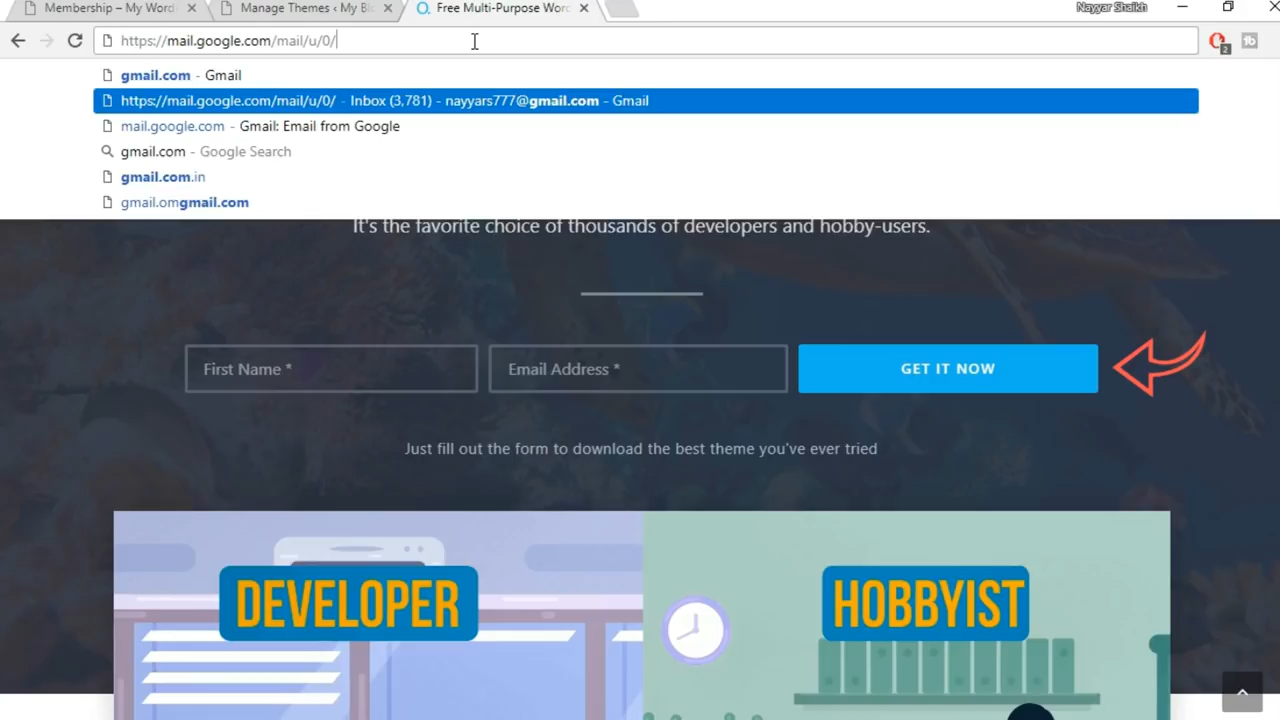 Membership – My Word
Manage Themes ‹ My Bl
Free Multi-Purpose Word
Nayyar Shaikh
https://mail.google.com/mail/u/0/
2
gmail.com - Gmail
https://mail.google.com/mail/u/0/ - Inbox (3,781) - nayyars777@gmail.com - Gmail
mail.google.com - Gmail: Email from Google
gmail.com - Google Search
gmail.com.in
gmail.omgmail.com
It's the favorite choice of thousands of developers and hobby-users.
First Name *
Email Address *
GET IT NOW
Just fill out the form to download the best theme you've ever tried
DEVELOPER
HOBBYIST